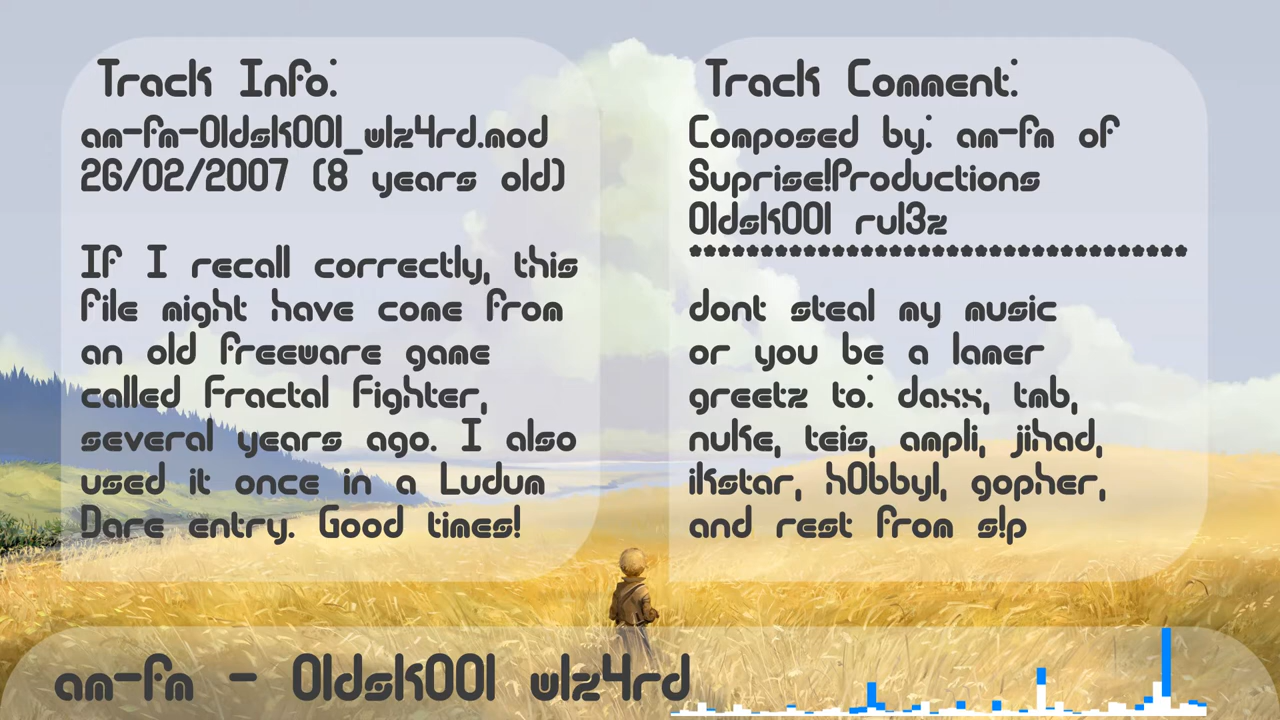 Track Info:
am-fm-0ldsk00l_w1z4rd.mod
26/02/2007 (8 years old)
If I recall correctly, this
file might have come from
an old freeware game
called Fractal Fighter,
several years ago. I also
used it once in a Ludum
Dare entry. Good times!
Track Comment:
Composed by: am-fm of
Suprise!Productions
0ldsk00l rul3z
***********************************
dont steal my music
or you be a lamer
greetz to: daxx, tmb,
nuke, teis, ampli, jihad,
ikstar, h0bbyl, gopher,
and rest from s!p
am-fm - 0ldsk00l w1z4rd